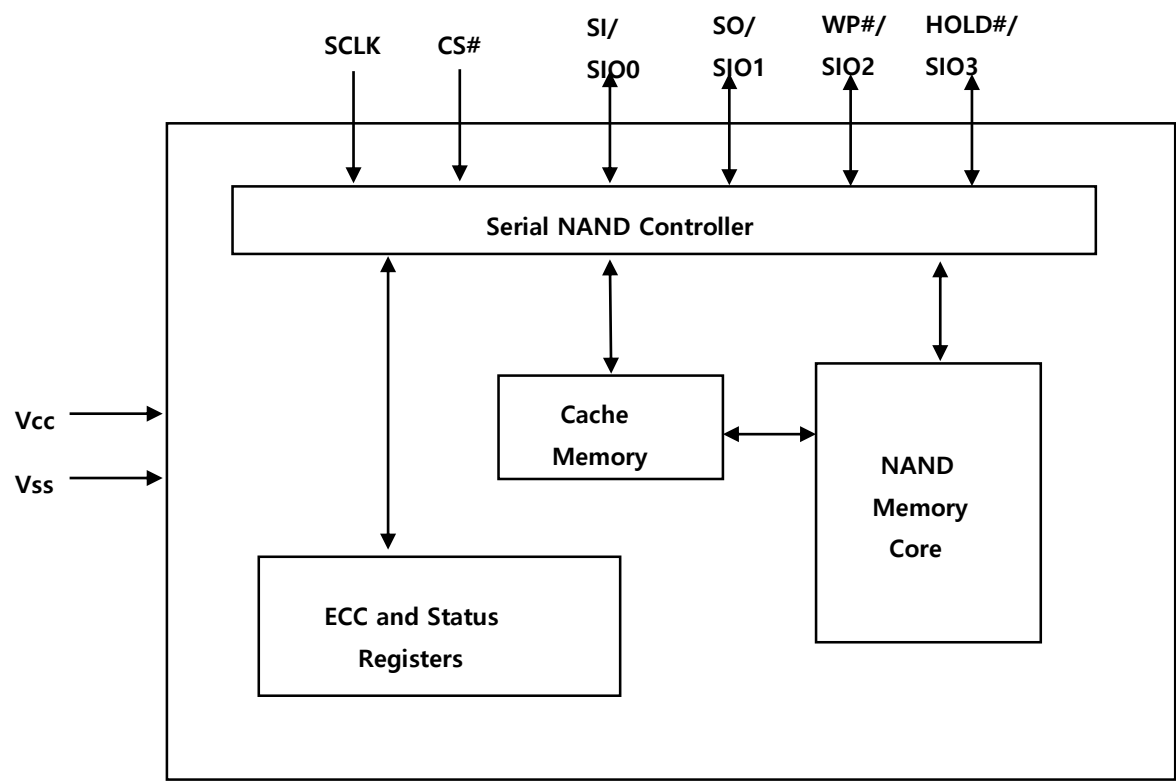 SCLK
CS#
SI/
SIO0
SO/
SIO1
WP#/
SIO2
HOLD#/
SIO3
Serial NAND Controller
Vcc
Vss
Cache
Memory
NAND
Memory
Core
ECC and Status
Registers